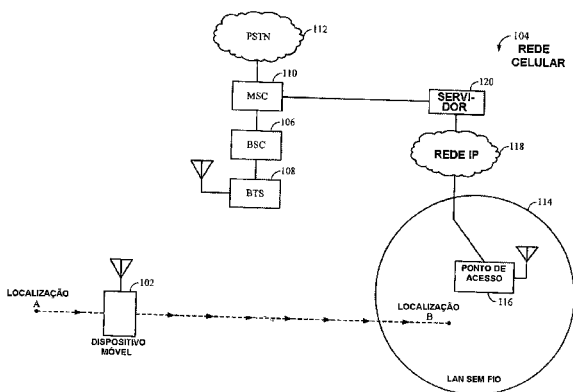 PSTN
112
104
REDE
CELULAR
110
MSC
120
SERVI-
DOR
106
BSC
118
REDE IP
108
BTS
114
PONTO DE
ACESSO
116
102
LOCALIZAÇÃO
A
LOCALIZAÇÃO
B
DISPOSITIVO
MÓVEL
LAN SEM FIO